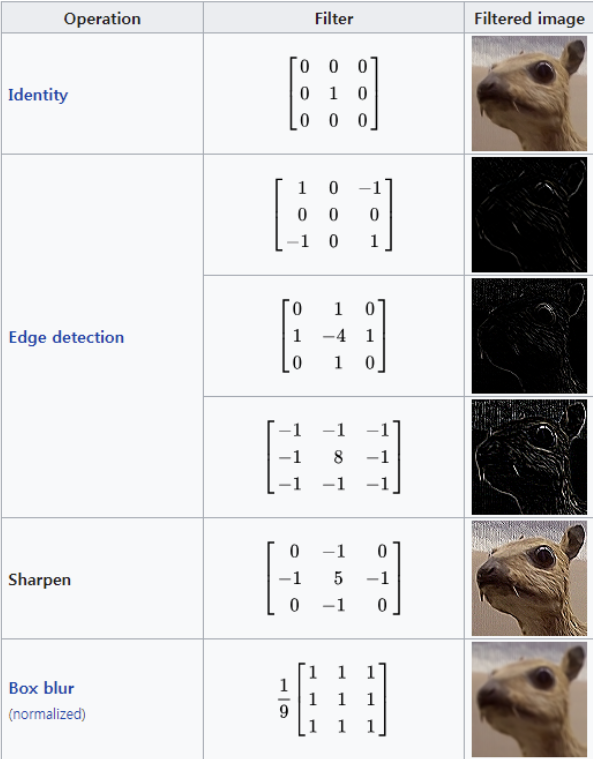 Operation Filter Filtered image
Identity
0 0 0
0 1 0
0 0 0
Edge detection
1 0 −1
0 0 0
−1 0 1
0 1 0
1 −4 1
0 1 0
−1 −1 −1
−1 8 −1
−1 −1 −1
Sharpen
0 −1 0
−1 5 −1
0 −1 0
Box blur
(normalized)
1/9
1 1 1
1 1 1
1 1 1